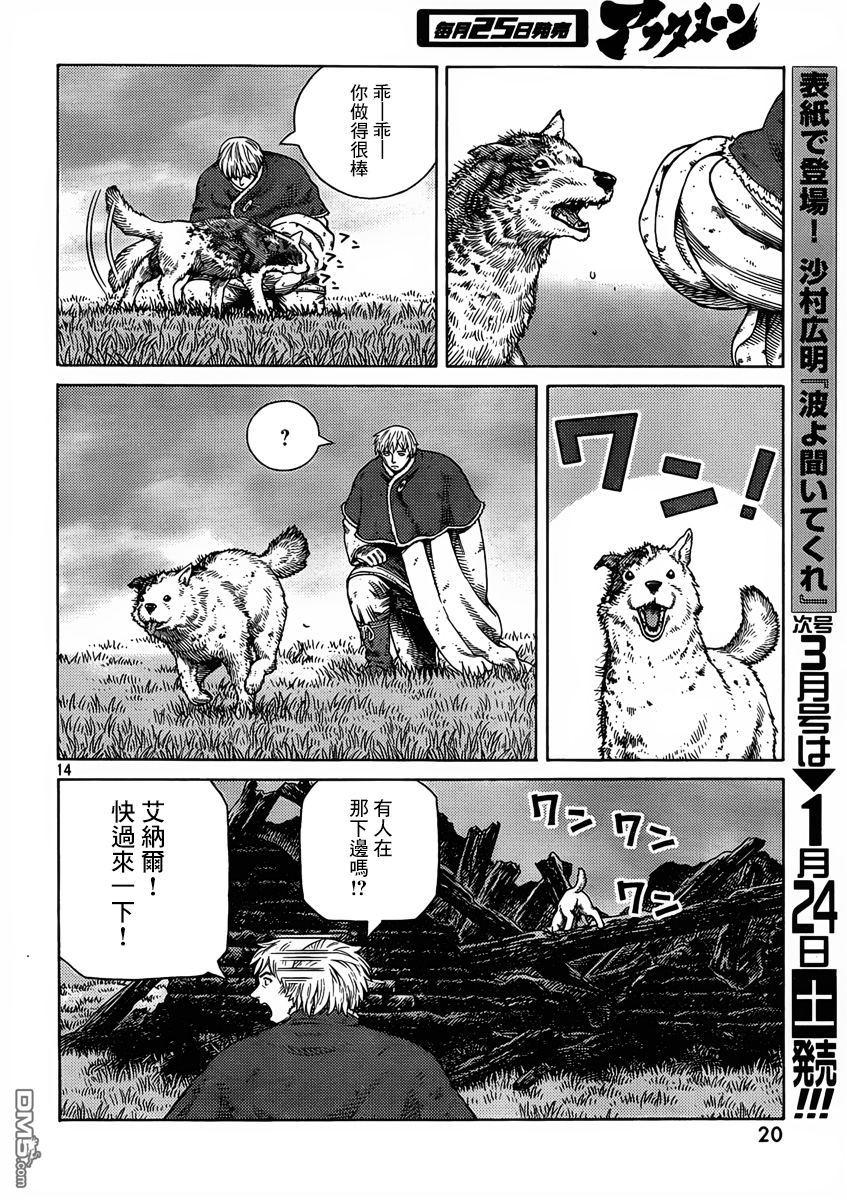 毎月25日発売
アフタヌーン
表紙で登場！ 沙村広明『波よ聞いてくれ』
次号3月号は▶1月24日土発売!!!
乖—乖—
你做得很棒
ワン！
?
14
有人在
那下邊嗎!?
ワン
ワン
ワン
艾納爾！
快過來一下！
20
DM5.com